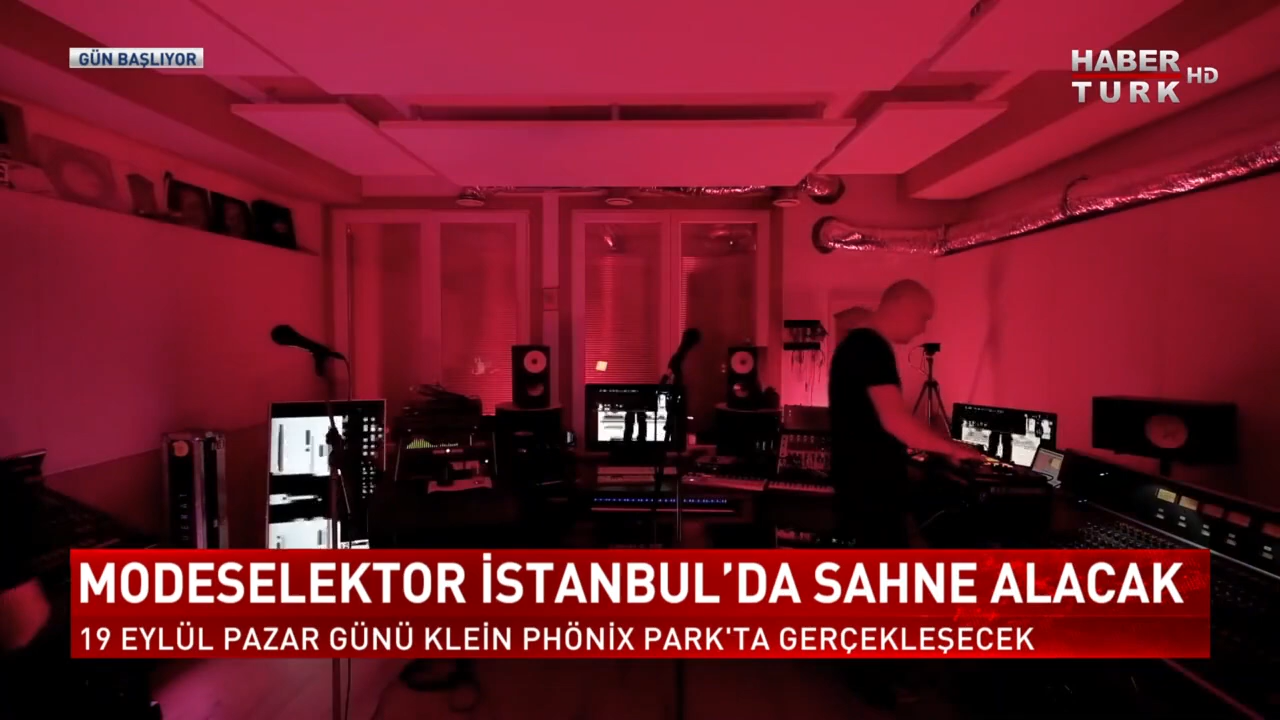 GÜN BAŞLIYOR
HABER
TURK HD
MODESELEKTOR İSTANBUL’DA SAHNE ALACAK
19 EYLÜL PAZAR GÜNÜ KLEIN PHÖNIX PARK'TA GERÇEKLEŞECEK